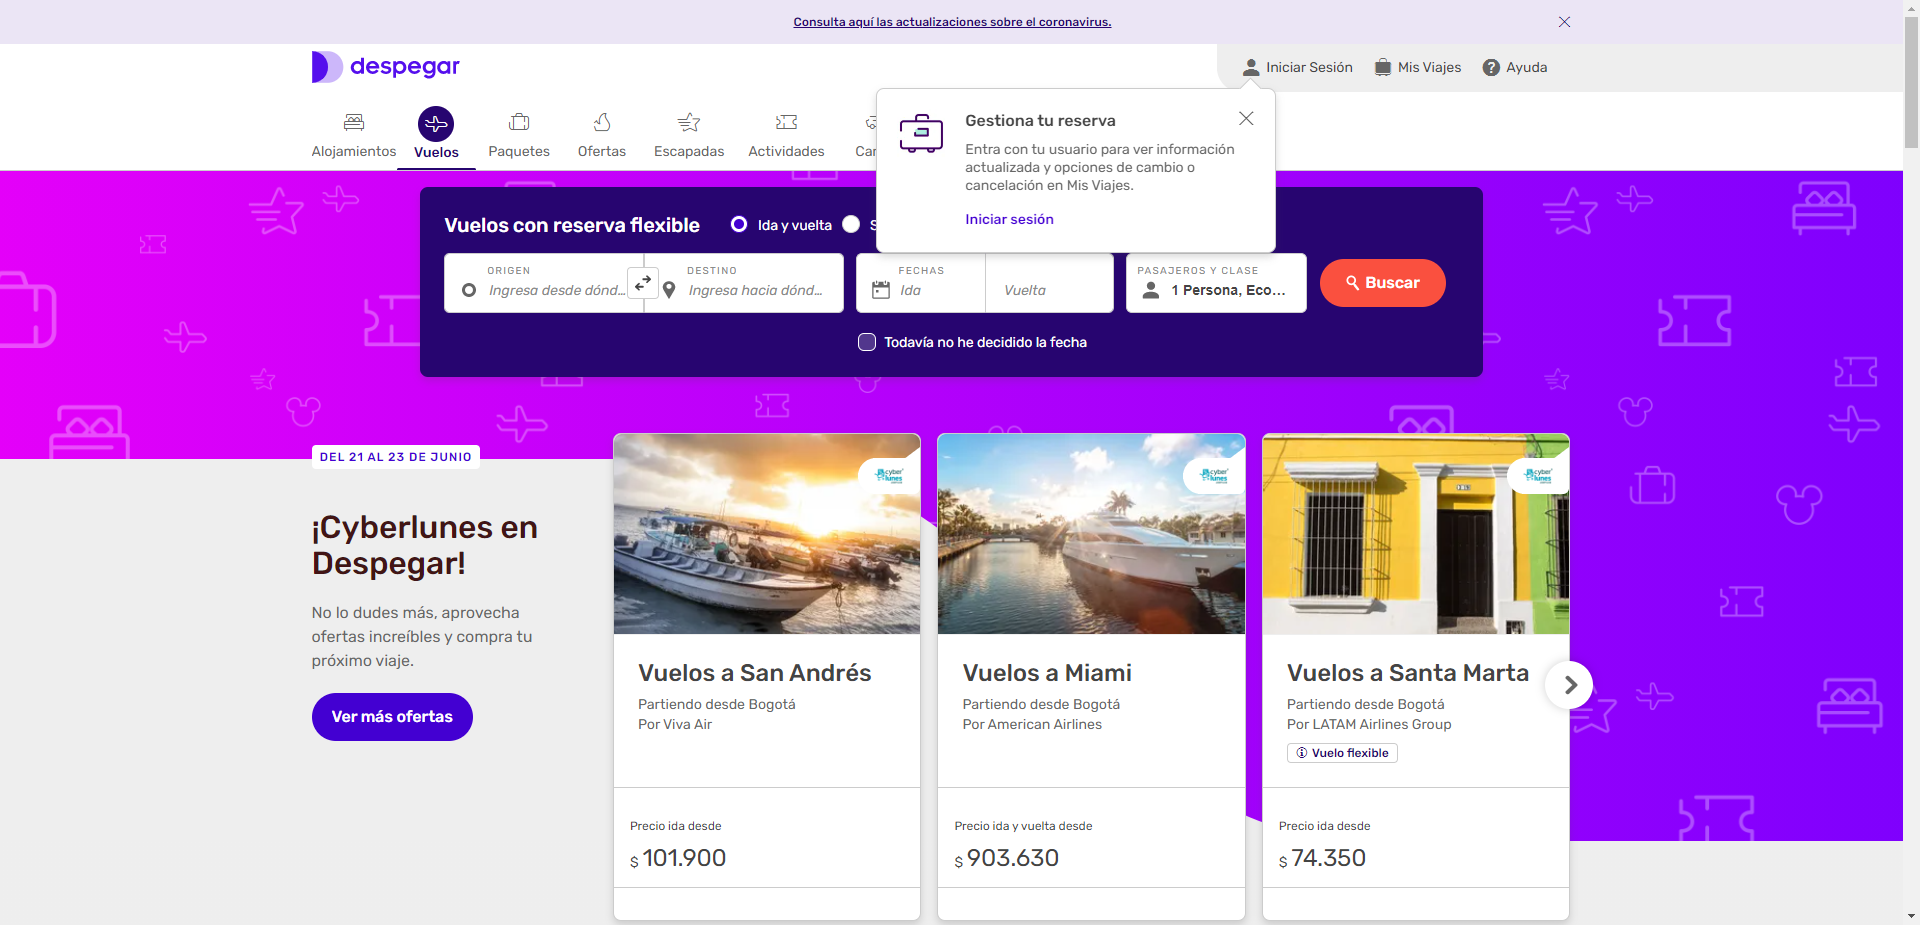 Consulta aquí las actualizaciones sobre el coronavirus.
despegar
Iniciar Sesión
Mis Viajes
Ayuda
Alojamientos
Vuelos
Paquetes
Ofertas
Escapadas
Actividades
Gestiona tu reserva
Entra con tu usuario para ver información
actualizada y opciones de cambio o
cancelación en Mis Viajes.
Iniciar sesión
Vuelos con reserva flexible
Ida y vuelta
ORIGEN
Ingresa desde dónd...
DESTINO
Ingresa hacia dónd...
FECHAS
Ida
Vuelta
PASAJEROS Y CLASE
1 Persona, Eco...
Buscar
Todavía no he decidido la fecha
DEL 21 AL 23 DE JUNIO
¡Cyberlunes en
Despegar!
No lo dudes más, aprovecha
ofertas increíbles y compra tu
próximo viaje.
Ver más ofertas
cyber
lunes
Vuelos a San Andrés
Partiendo desde Bogotá
Por Viva Air
Precio ida desde
$ 101.900
cyber
lunes
Vuelos a Miami
Partiendo desde Bogotá
Por American Airlines
Precio ida y vuelta desde
$ 903.630
cyber
lunes
Vuelos a Santa Marta
Partiendo desde Bogotá
Por LATAM Airlines Group
Vuelo flexible
Precio ida desde
$ 74.350